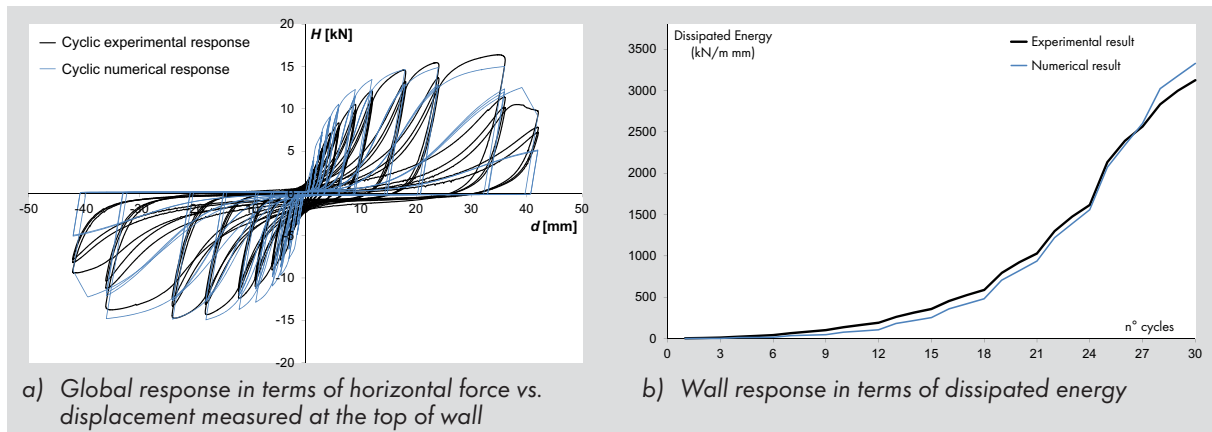 Cyclic experimental response
Cyclic numerical response
H [kN]
20
15
10
5
0
-5
-10
-15
-20
-50 -40 -30 -20 -10 10 20 30 40 50
d [mm]
a) Global response in terms of horizontal force vs.
displacement measured at the top of wall
Dissipated Energy
(kN/m mm)
Experimental result
Numerical result
3500
3000
2500
2000
1500
1000
500
0
n° cycles
0 3 6 9 12 15 18 21 24 27 30
b) Wall response in terms of dissipated energy